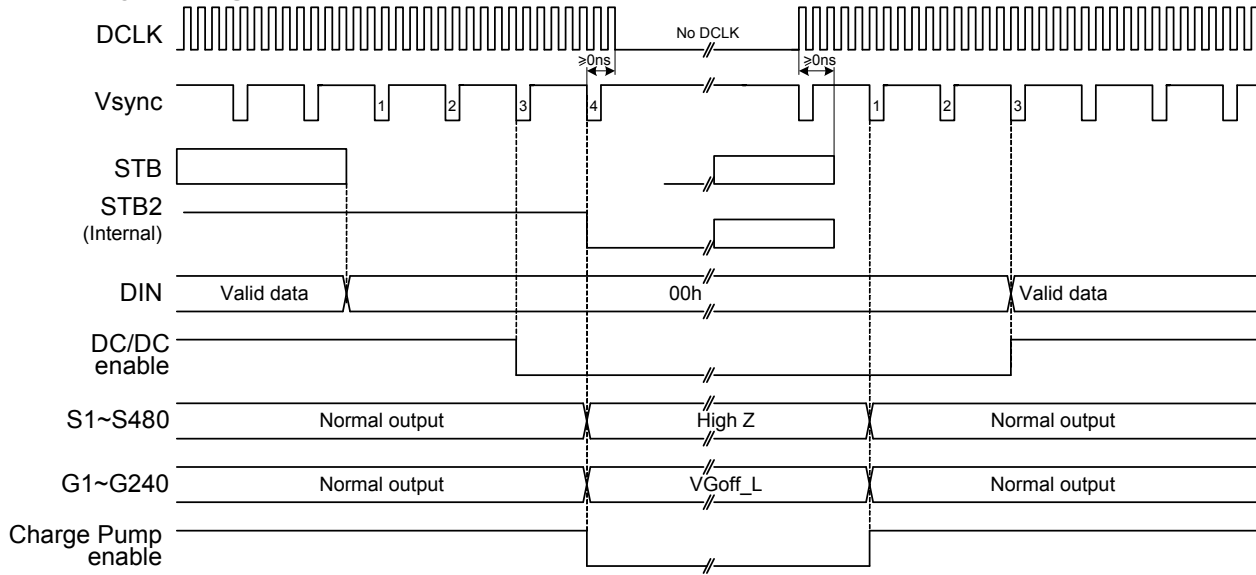 DCLK
No DCLK
≥0ns ≥0ns
Vsync 1 2 3 4 1 2 3
STB
STB2
(Internal)
DIN Valid data 00h Valid data
DC/DC
enable
S1~S480 Normal output High Z Normal output
G1~G240 Normal output VGoff_L Normal output
Charge Pump
enable